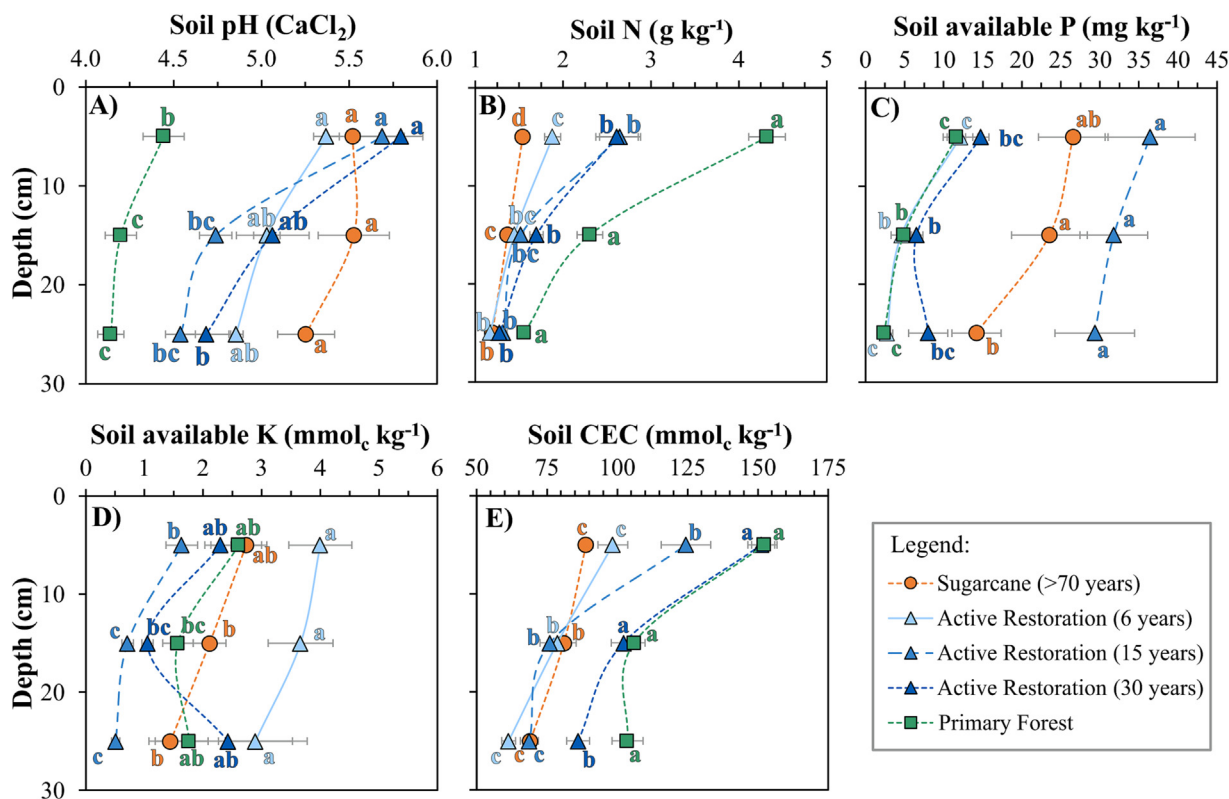 Soil pH (CaCl₂)
4.0 4.5 5.0 5.5 6.0
A)
0
10
20
30
Depth (cm)
b a a a a
c bc ab ab a
c bc b ab a
Soil N (g kg⁻¹)
1 2 3 4 5
B)
d c b b a
c bc bc b a
b b b b a
Soil available P (mg kg⁻¹)
0 5 10 15 20 25 30 35 40 45
C)
c c bc ab a
b b b a a
c c bc b a
Soil available K (mmolc kg⁻¹)
0 1 2 3 4 5 6
D)
0
10
20
30
Depth (cm)
b ab ab ab a
c bc bc b a
c b ab ab a
Soil CEC (mmolc kg⁻¹)
50 75 100 125 150 175
E)
c c b a a
b b b a a
c c c b a
Legend:
Sugarcane (>70 years)
Active Restoration (6 years)
Active Restoration (15 years)
Active Restoration (30 years)
Primary Forest